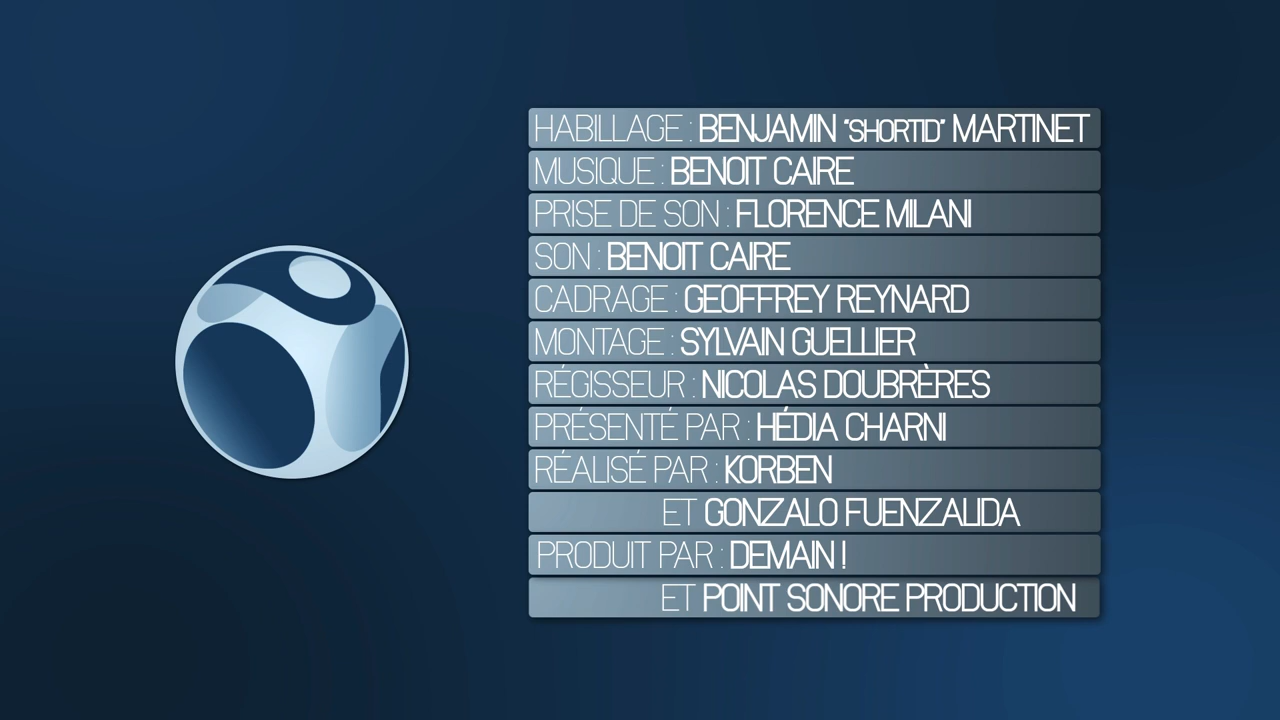 HABILLAGE : BENJAMIN "SHORTID" MARTINET
MUSIQUE : BENOIT CAIRE
PRISE DE SON : FLORENCE MILANI
SON : BENOIT CAIRE
CADRAGE : GEOFFREY REYNARD
MONTAGE : SYLVAIN GUELLIER
RÉGISSEUR : NICOLAS DOUBRÈRES
PRÉSENTÉ PAR : HÉDIA CHARNI
RÉALISÉ PAR : KORBEN
ET GONZALO FUENZALIDA
PRODUIT PAR : DEMAIN !
ET POINT SONORE PRODUCTION